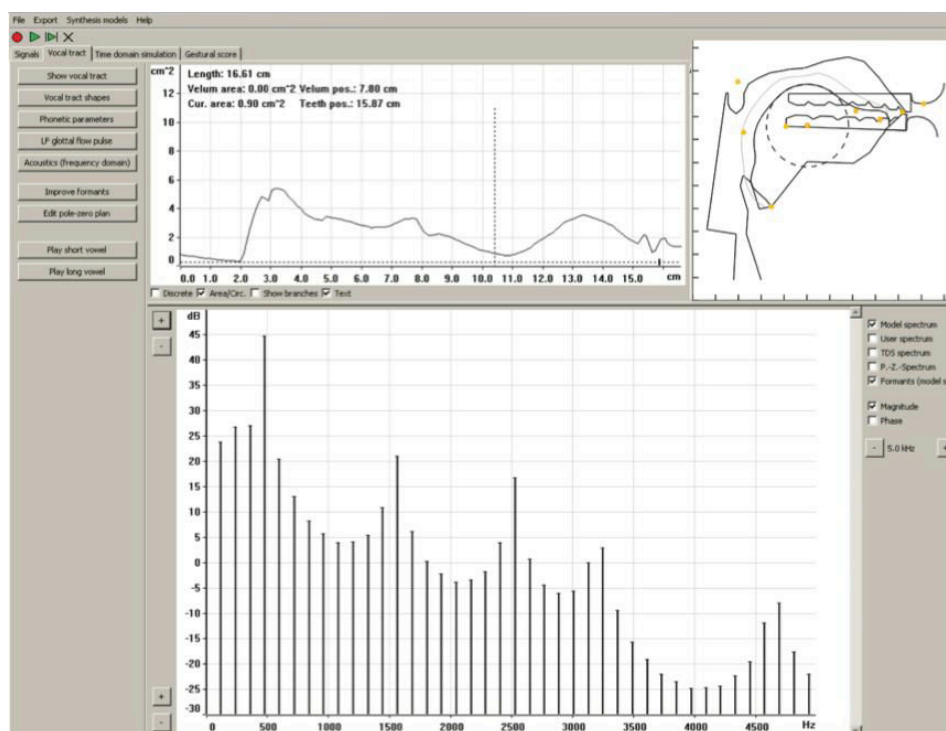 File Export Synthesis models Help
Signals Vocal tract Time domain simulation Gestural score
Show vocal tract
Vocal tract shapes
Phonetic parameters
LF glottal flow pulse
Acoustics (frequency domain)
Improve formants
Edit pole-zero plan
Play short vowel
Play long vowel
cm^2 Length: 16.61 cm
Velum area: 0.00 cm^2 Velum pos.: 7.80 cm
Cur. area: 0.90 cm^2 Teeth pos.: 15.87 cm
12
10
8
6
4
2
0
0.0 1.0 2.0 3.0 4.0 5.0 6.0 7.0 8.0 9.0 10.0 11.0 12.0 13.0 14.0 15.0 cm
Discrete Area/Circ. Show branches Text
+
-
dB
45
40
35
30
25
20
15
10
5
0
-5
-10
-15
-20
-25
-30
0 500 1000 1500 2000 2500 3000 3500 4000 4500 Hz
+
-
Model spectrum
User spectrum
TDS spectrum
P.-Z.-Spectrum
Formants (model s
Magnitude
Phase
- 5.0 kHz +